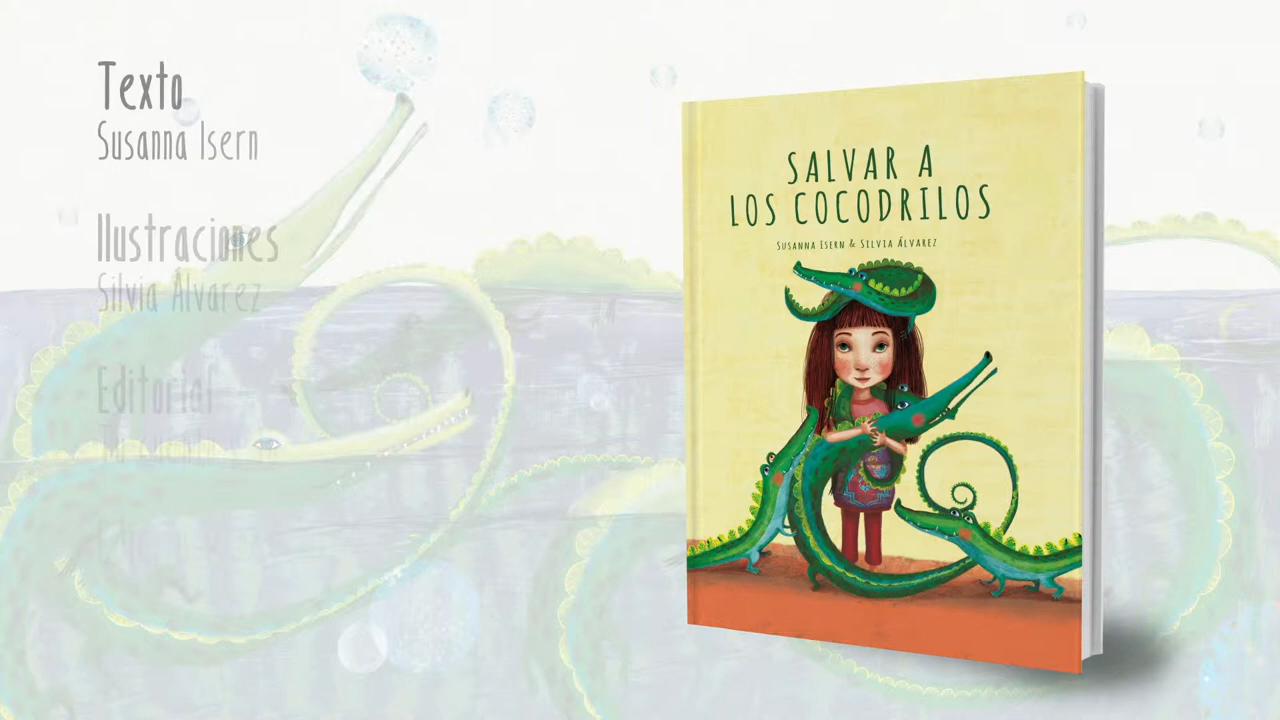 Texto
Susanna Isern
Ilustraciones
Silvia Álvarez
Editorial
SALVAR A
LOS COCODRILOS
SUSANNA ISERN & SILVIA ÁLVAREZ